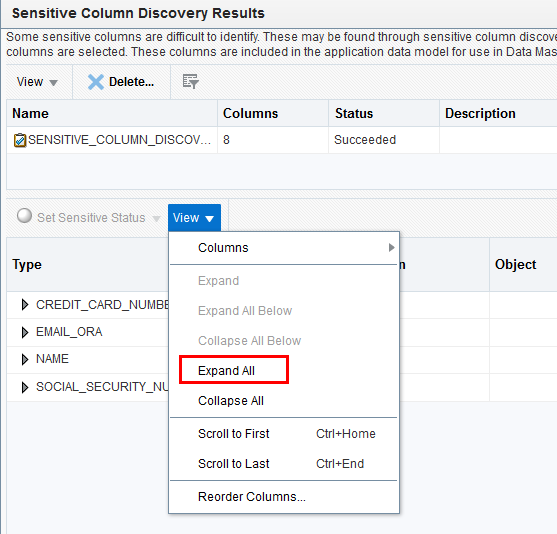 Sensitive Column Discovery Results
Some sensitive columns are difficult to identify. These may be found through sensitive column discove
columns are selected. These columns are included in the application data model for use in Data Mas
View Delete...
Name Columns Status Description
SENSITIVE_COLUMN_DISCOV... 8 Succeeded
Set Sensitive Status View
Columns
Type Object
Expand
CREDIT_CARD_NUMBE
Expand All Below
EMAIL_ORA
Collapse All Below
NAME
Expand All
SOCIAL_SECURITY_NU
Collapse All
Scroll to First Ctrl+Home
Scroll to Last Ctrl+End
Reorder Columns...